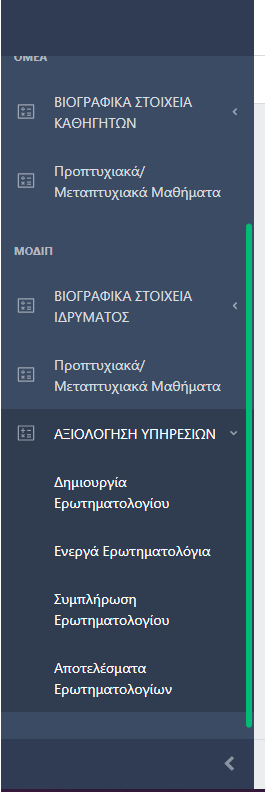 ΟΜΕΑ
ΒΙΟΓΡΑΦΙΚΑ ΣΤΟΙΧΕΙΑ
ΚΑΘΗΓΗΤΩΝ
Προπτυχιακά/
Μεταπτυχιακά Μαθήματα
ΜΟΔΙΠ
ΒΙΟΓΡΑΦΙΚΑ ΣΤΟΙΧΕΙΑ
ΙΔΡΥΜΑΤΟΣ
Προπτυχιακά/
Μεταπτυχιακά Μαθήματα
ΑΞΙΟΛΟΓΗΣΗ ΥΠΗΡΕΣΙΩΝ
Δημιουργία
Ερωτηματολογίου
Ενεργά Ερωτηματολόγια
Συμπλήρωση
Ερωτηματολογίου
Αποτελέσματα
Ερωτηματολογίων